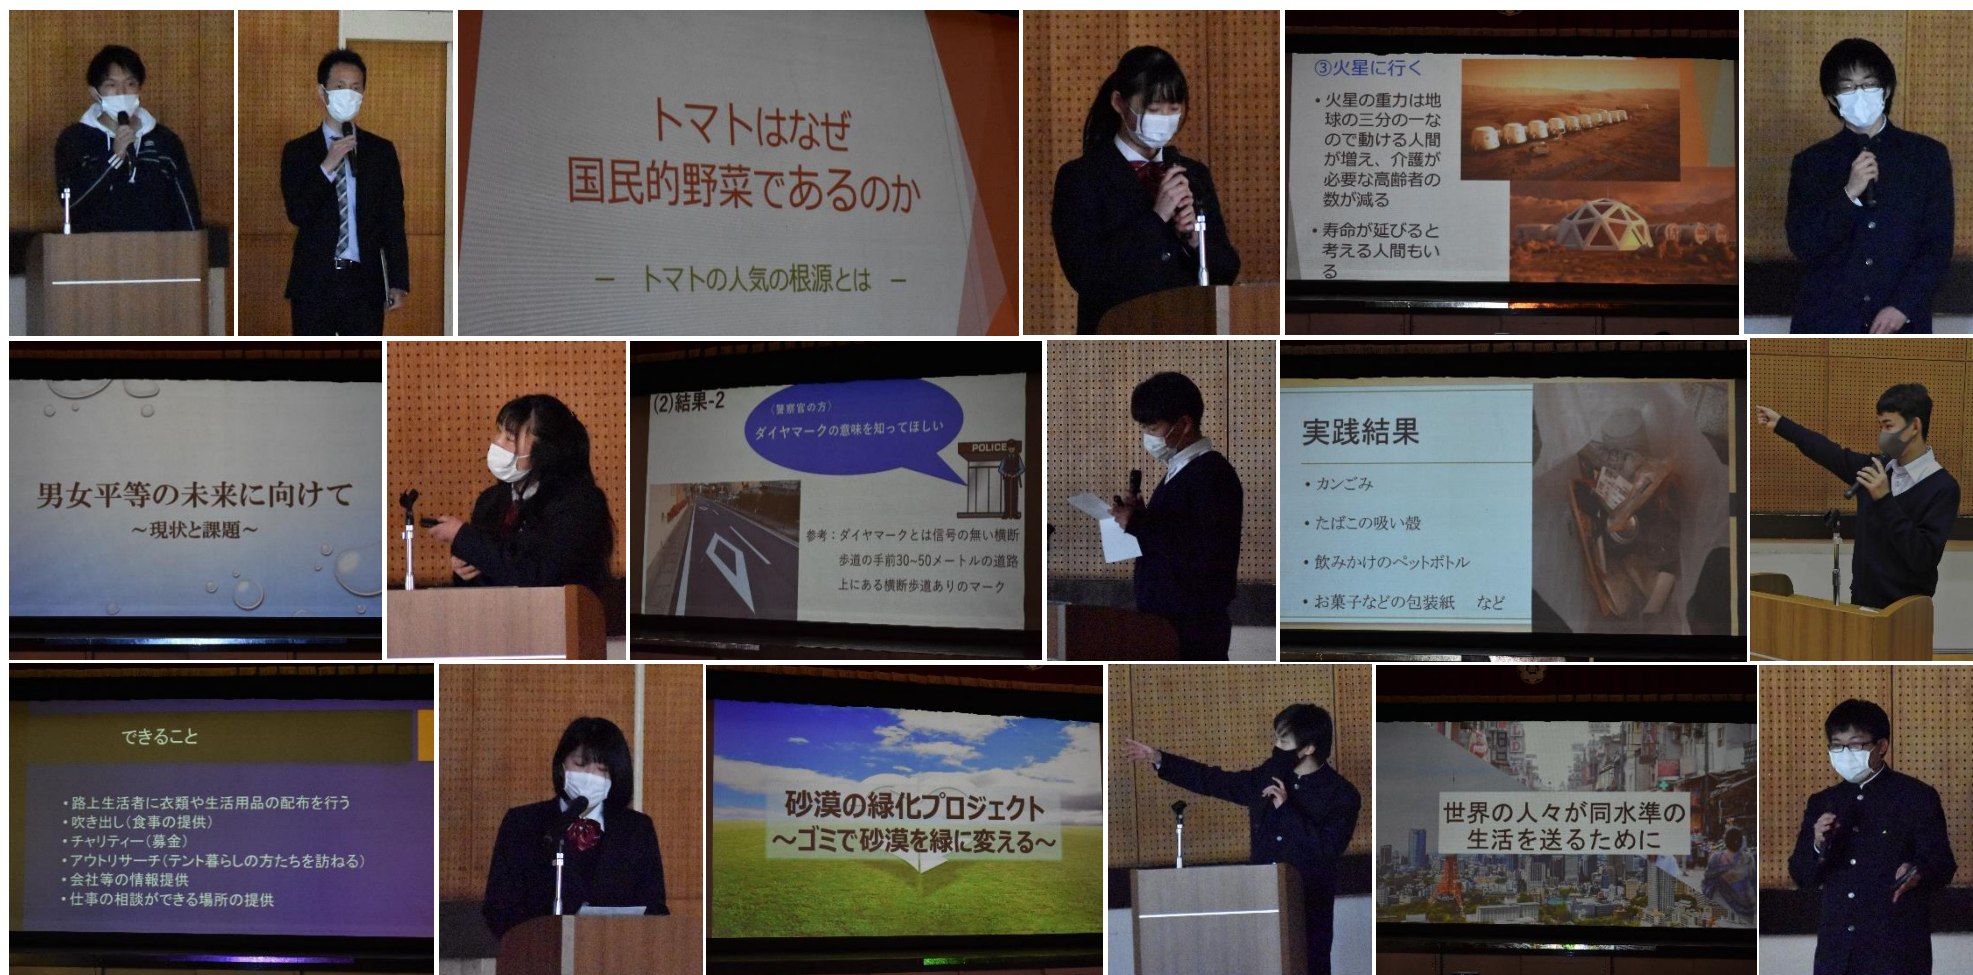 トマトはなぜ
国民的野菜であるのか
－　トマトの人気の根源とは　－
③火星に行く
・火星の重力は地
球の三分の一な
ので動ける人間
が増え、介護が
必要な高齢者の
数が減る
・寿命が延びると
考える人間もい
る
男女平等の未来に向けて
～現状と課題～
(2)結果-2
〈警察官の方〉
ダイヤマークの意味を知ってほしい
POLICE
参考：ダイヤマークとは信号の無い横断
歩道の手前30~50メートルの道路
上にある横断歩道ありのマーク
実践結果
・カンごみ
・たばこの吸い殻
・飲みかけのペットボトル
・お菓子などの包装紙　など
できること
・路上生活者に衣類や生活用品の配布を行う
・吹き出し（食事の提供）
・チャリティー（募金）
・アウトリサーチ（テント暮らしの方たちを訪ねる）
・会社等の情報提供
・仕事の相談ができる場所の提供
砂漠の緑化プロジェクト
～ゴミで砂漠を緑に変える～
世界の人々が同水準の
生活を送るために